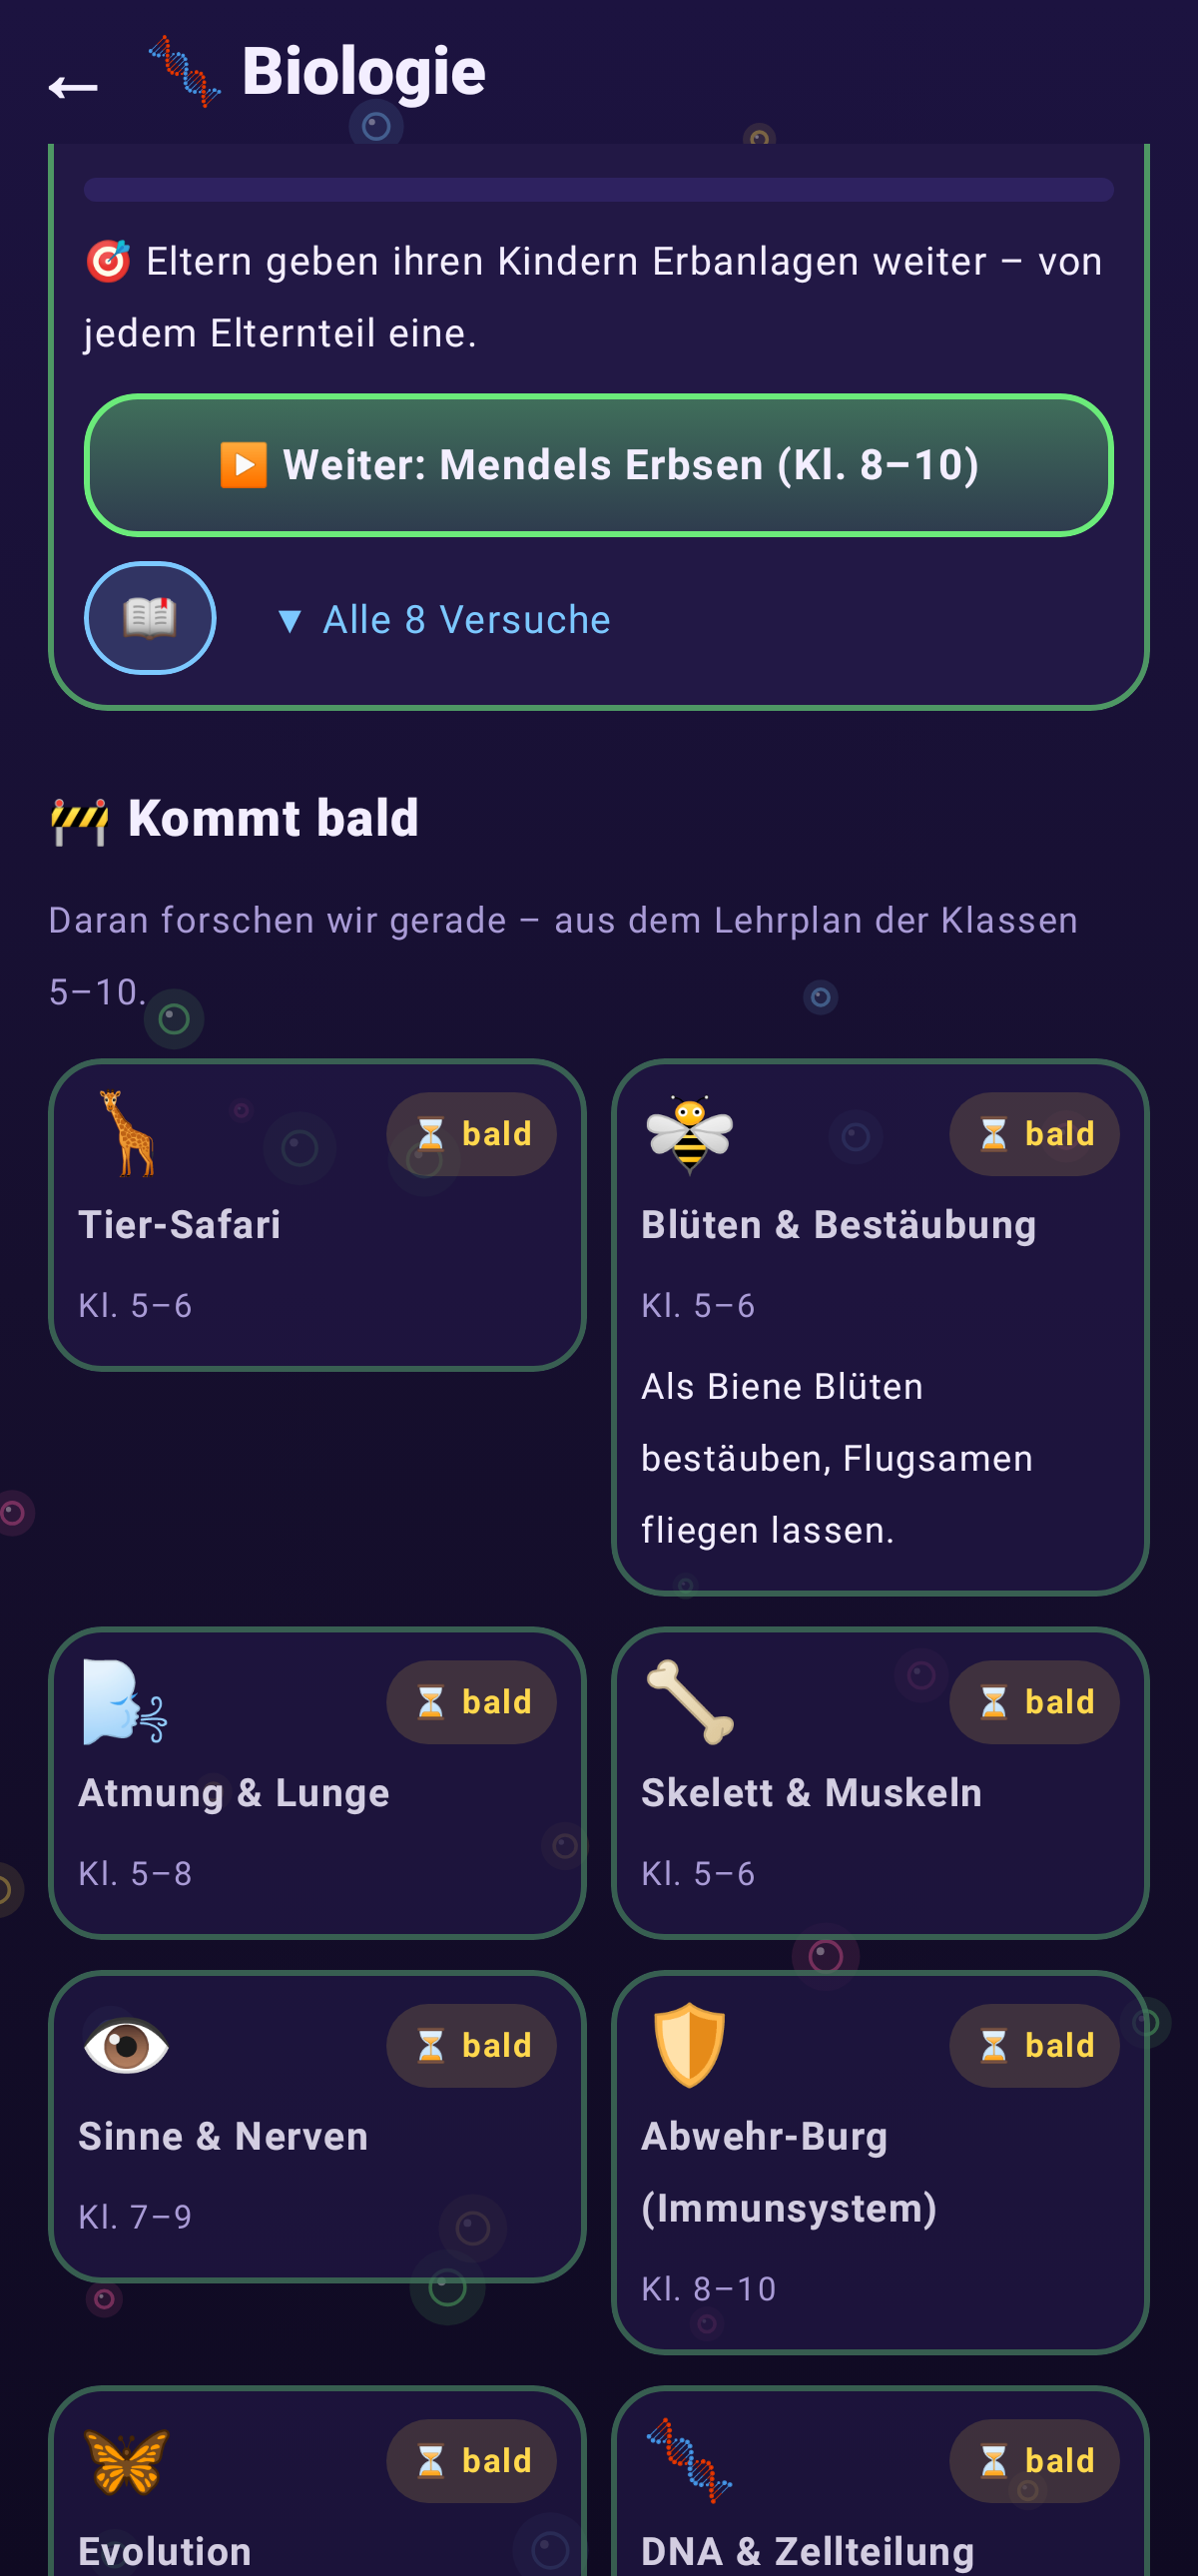 Biologie
Eltern geben ihren Kindern Erbanlagen weiter – von
jedem Elternteil eine.
Weiter: Mendels Erbsen (Kl. 8–10)
▼ Alle 8 Versuche
Kommt bald
Daran forschen wir gerade – aus dem Lehrplan der Klassen
5–10.
bald
Tier-Safari
Kl. 5–6
bald
Blüten & Bestäubung
Kl. 5–6
Als Biene Blüten
bestäuben, Flugsamen
fliegen lassen.
bald
Atmung & Lunge
Kl. 5–8
bald
Skelett & Muskeln
Kl. 5–6
bald
Sinne & Nerven
Kl. 7–9
bald
Abwehr-Burg
(Immunsystem)
Kl. 8–10
bald
Evolution
bald
DNA & Zellteilung